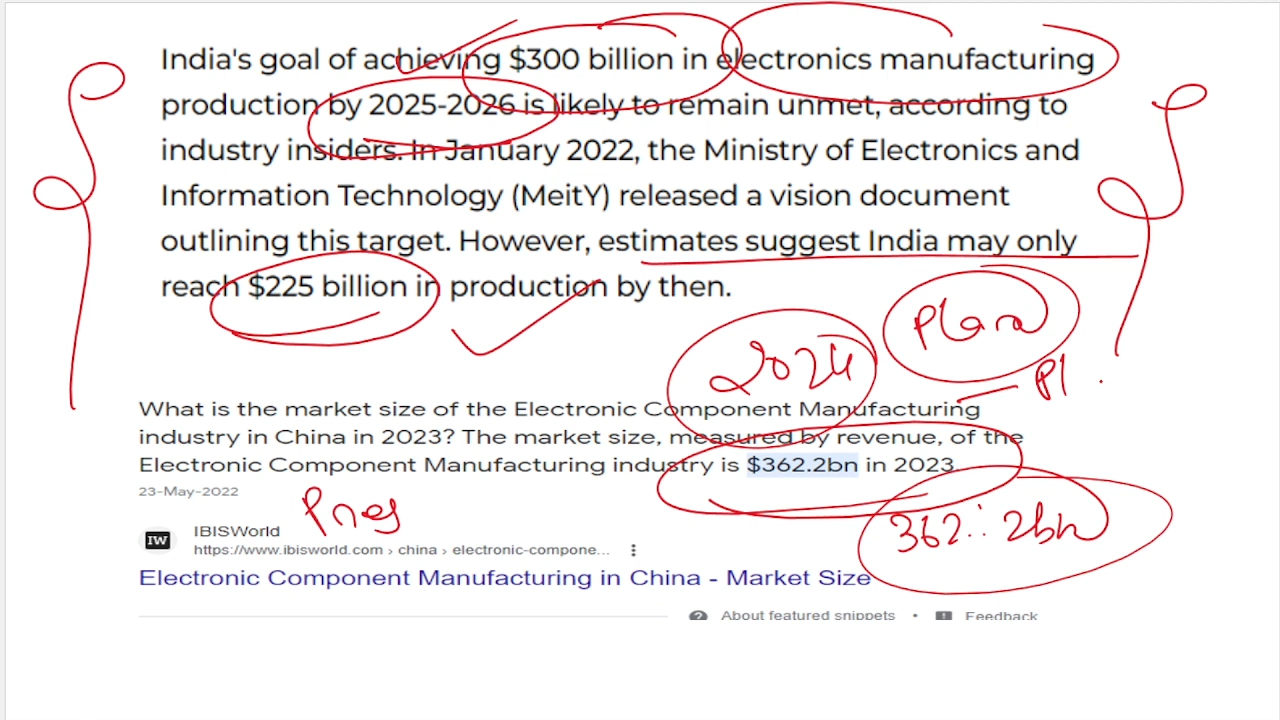 India's goal of achieving $300 billion in electronics manufacturing
production by 2025-2026 is likely to remain unmet, according to
industry insiders. In January 2022, the Ministry of Electronics and
Information Technology (MeitY) released a vision document
outlining this target. However, estimates suggest India may only
reach $225 billion in production by then.
2024
Plan
Pl
What is the market size of the Electronic Component Manufacturing
industry in China in 2023? The market size, measured by revenue, of the
Electronic Component Manufacturing industry is $362.2bn in 2023.
23-May-2022
Pres
362.2bn
IW
IBISWorld
https://www.ibisworld.com › china › electronic-compone...
Electronic Component Manufacturing in China - Market Size
About featured snippets • Feedback